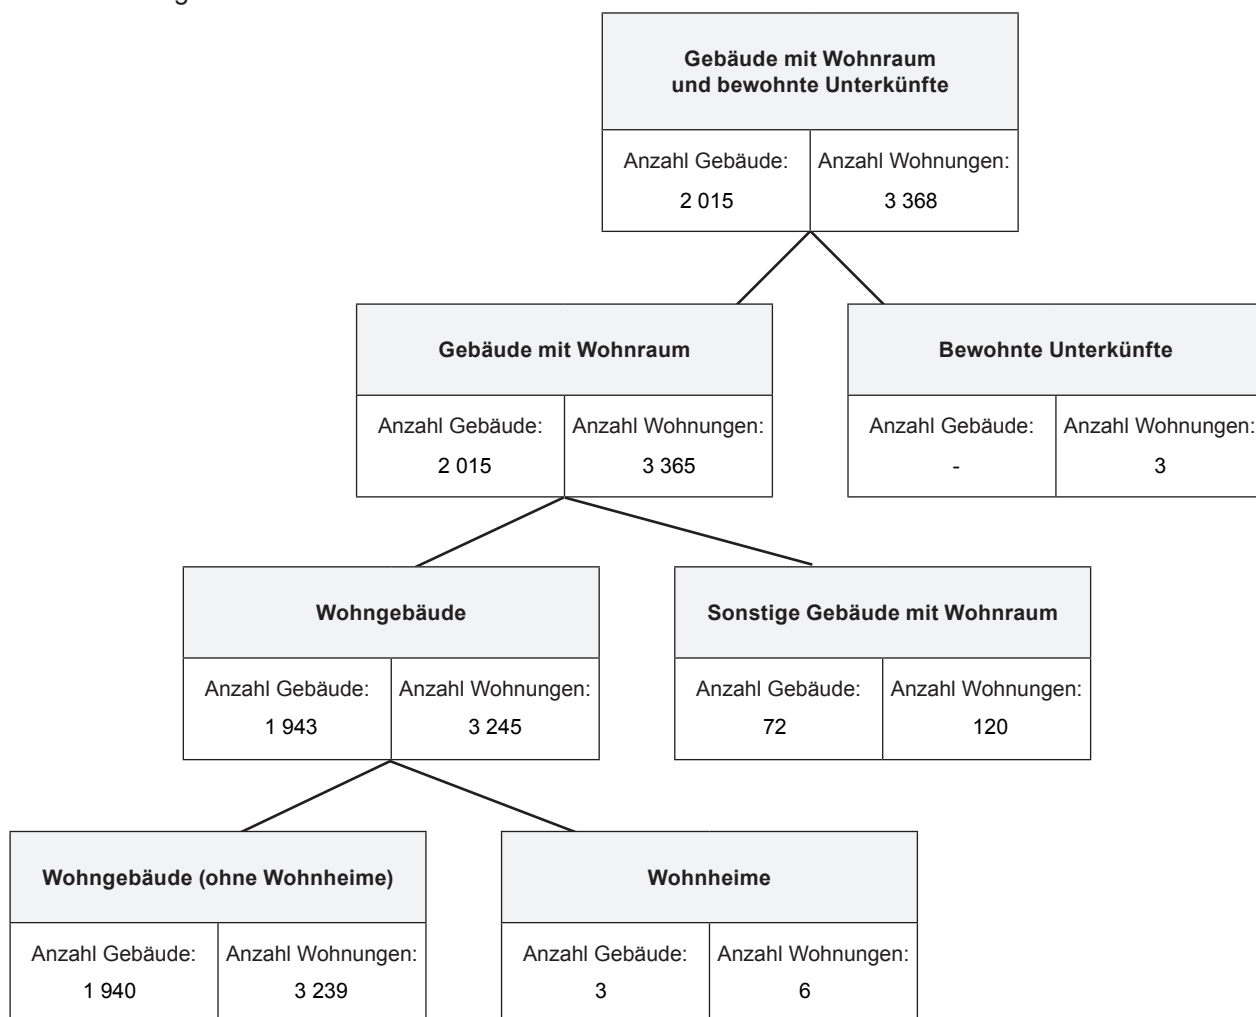 Gebäude mit Wohnraum
und bewohnte Unterkünfte
Anzahl Gebäude: Anzahl Wohnungen:
2 015 3 368
Gebäude mit Wohnraum Bewohnte Unterkünfte
Anzahl Gebäude: Anzahl Wohnungen: Anzahl Gebäude: Anzahl Wohnungen:
2 015 3 365 - 3
Wohngebäude Sonstige Gebäude mit Wohnraum
Anzahl Gebäude: Anzahl Wohnungen: Anzahl Gebäude: Anzahl Wohnungen:
1 943 3 245 72 120
Wohngebäude (ohne Wohnheime) Wohnheime
Anzahl Gebäude: Anzahl Wohnungen: Anzahl Gebäude: Anzahl Wohnungen:
1 940 3 239 3 6